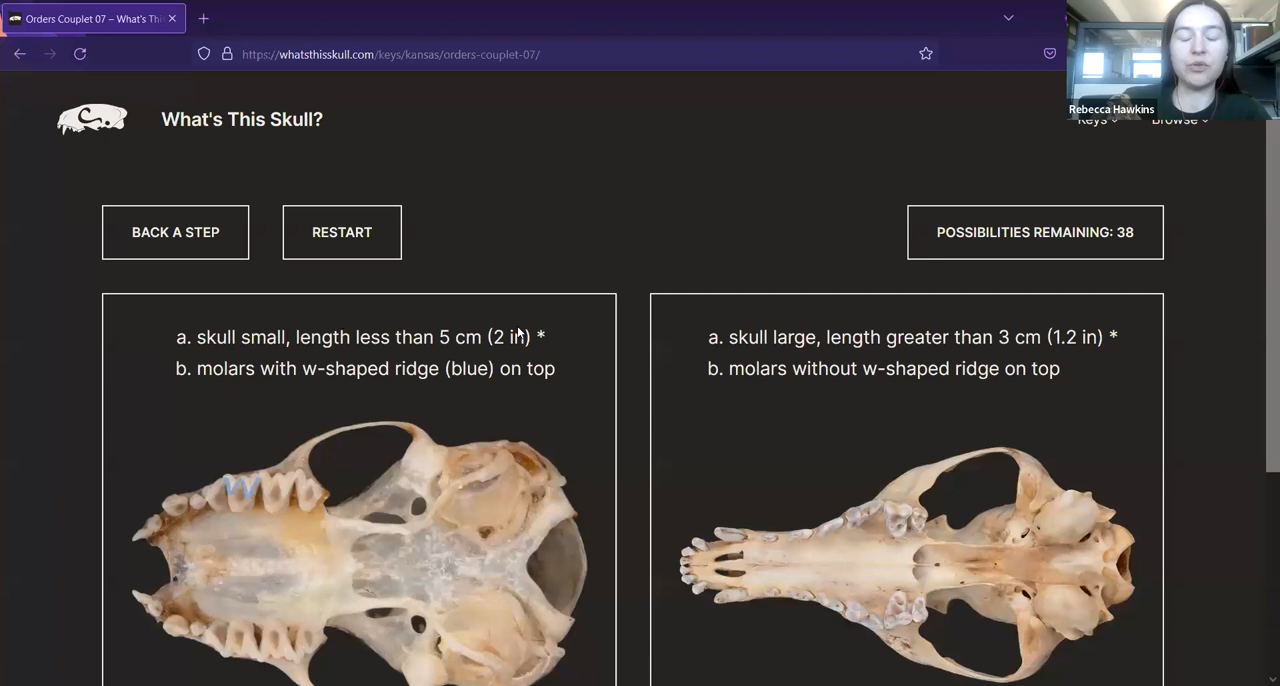 Orders Couplet 07 – What's Thi
https://whatsthisskull.com/keys/kansas/orders-couplet-07/
Rebecca Hawkins
What's This Skull?
Keys
Browse
BACK A STEP
RESTART
POSSIBILITIES REMAINING: 38
a. skull small, length less than 5 cm (2 in) *
b. molars with w-shaped ridge (blue) on top
a. skull large, length greater than 3 cm (1.2 in) *
b. molars without w-shaped ridge on top
W